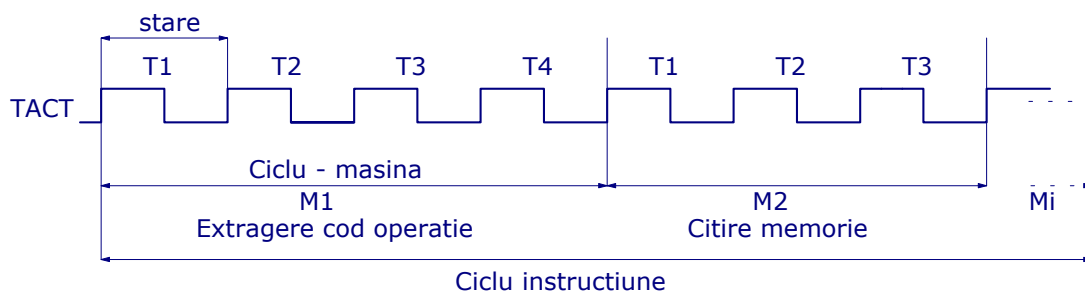 stare
T1 T2 T3 T4 T1 T2 T3
TACT
Ciclu - masina
M1 M2 Mi
Extragere cod operatie Citire memorie
Ciclu instructiune